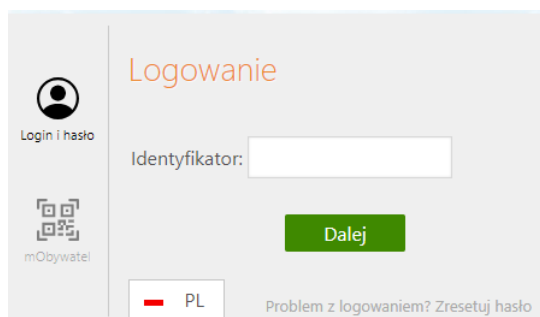 Logowanie
Login i hasło
Identyfikator:
mObywatel
Dalej
PL
Problem z logowaniem? Zresetuj hasło